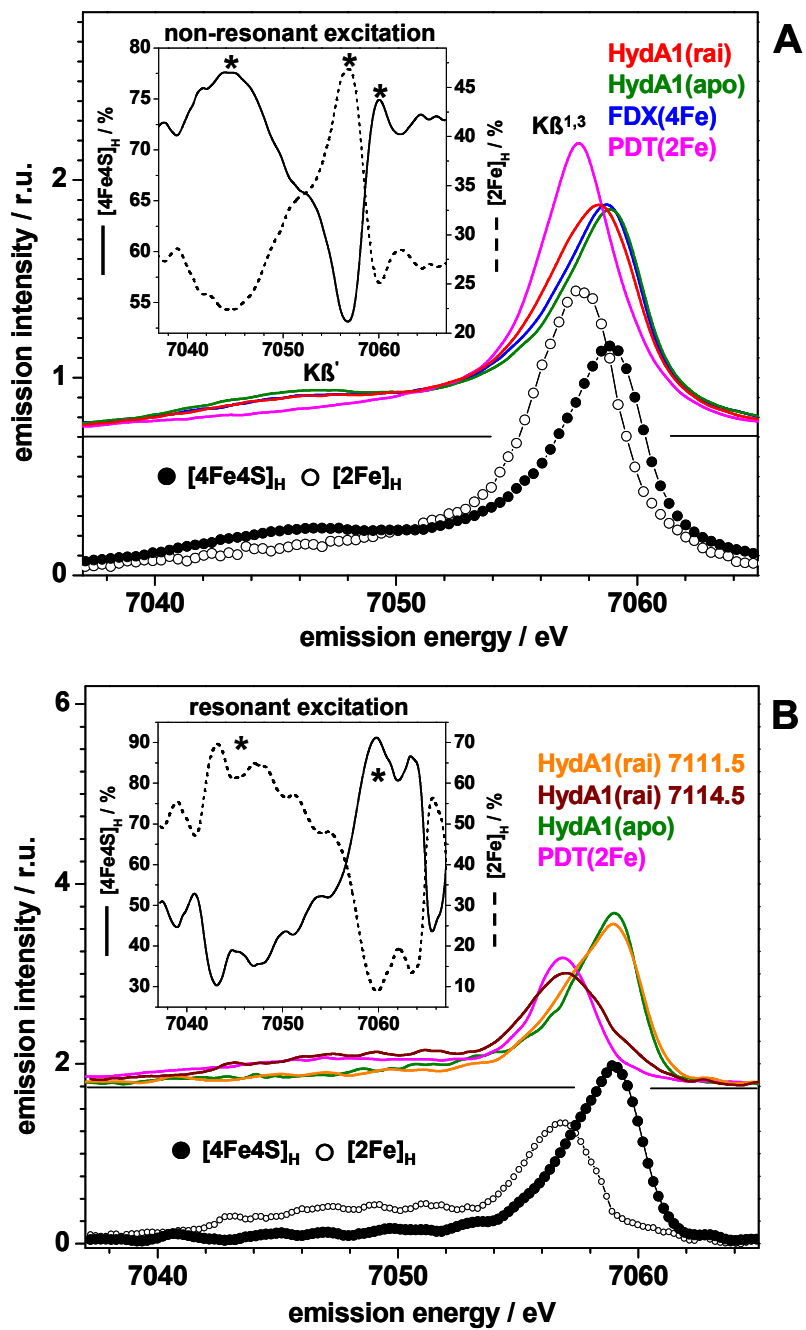 A
non-resonant excitation
* * *
80
75
70
65
60
55
[4Fe4S]H / %
45
40
35
30
25
20
[2Fe]H / %
7040 7050 7060
Kß'
HydA1(rai)
HydA1(apo)
FDX(4Fe)
PDT(2Fe)
Kß1,3
2
1
0
emission intensity / r.u.
[4Fe4S]H [2Fe]H
7040 7050 7060
emission energy / eV
B
resonant excitation
* *
90
80
70
60
50
40
30
[4Fe4S]H / %
70
60
50
40
30
20
10
[2Fe]H / %
7040 7050 7060
HydA1(rai) 7111.5
HydA1(rai) 7114.5
HydA1(apo)
PDT(2Fe)
6
4
2
0
emission intensity / r.u.
[4Fe4S]H [2Fe]H
7040 7050 7060
emission energy / eV